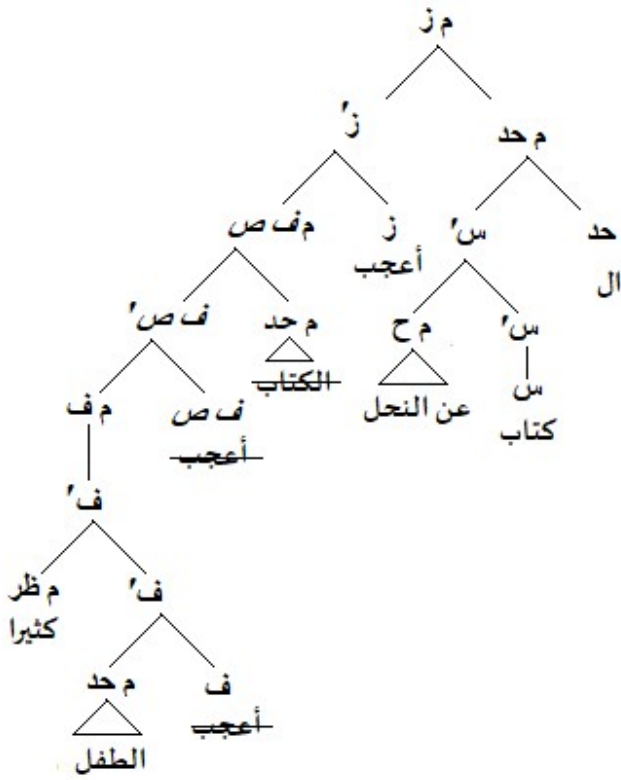 م ز
ز' م حد
م ف ص ز س' حد
أعجب ال
ف ص' م حد م ح س'
الكتاب س
م ف ف ص عن النحل كتاب
أعجب
ف'
م ظر ف'
كثيرا
م حد ف
أعجب
الطفل